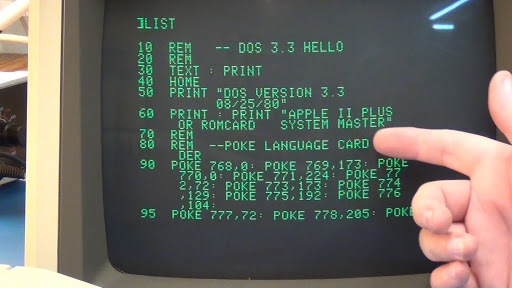 ]LIST
10 REM -- DOS 3.3 HELLO
20 REM
30 TEXT : PRINT
40 HOME
50 PRINT "DOS VERSION 3.3
08/25/80"
60 PRINT : PRINT "APPLE II PLUS
OR ROMCARD SYSTEM MASTER"
70 REM
80 REM --POKE LANGUAGE CARD
DER
90 POKE 768,0: POKE 769,173: POKE
770,0: POKE 771,224: POKE 77
2,72: POKE 773,173: POKE 774
,129: POKE 775,192: POKE 776
,104:
95 POKE 777,72: POKE 778,205: POKE